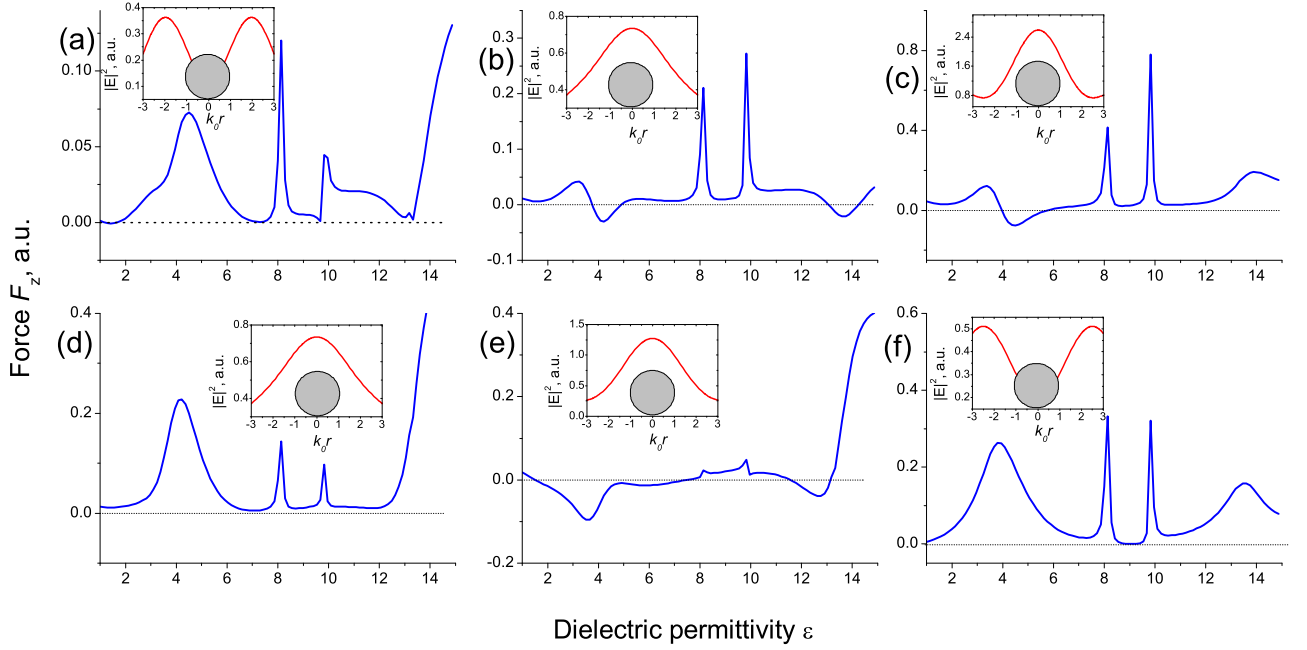 (a)
|E|², a.u.
0.4
0.3
0.2
0.1
-3 -2 -1 0 1 2 3
k₀r
0.10
0.05
0.00
2 4 6 8 10 12 14
(b)
|E|², a.u.
0.8
0.6
0.4
-3 -2 -1 0 1 2 3
k₀r
0.3
0.2
0.1
0.0
-0.1
2 4 6 8 10 12 14
(c)
|E|², a.u.
2.4
1.6
0.8
-3 -2 -1 0 1 2 3
k₀r
0.8
0.4
0.0
2 4 6 8 10 12 14
Force F_z, a.u.
(d)
|E|², a.u.
0.8
0.6
0.4
-3 -2 -1 0 1 2 3
k₀r
0.4
0.2
0.0
2 4 6 8 10 12 14
(e)
|E|², a.u.
1.5
1.0
0.5
0.0
-3 -2 -1 0 1 2 3
k₀r
0.4
0.2
0.0
-0.2
2 4 6 8 10 12 14
(f)
|E|², a.u.
0.5
0.4
0.3
0.2
-3 -2 -1 0 1 2 3
k₀r
0.6
0.4
0.2
0.0
2 4 6 8 10 12 14
Dielectric permittivity ε